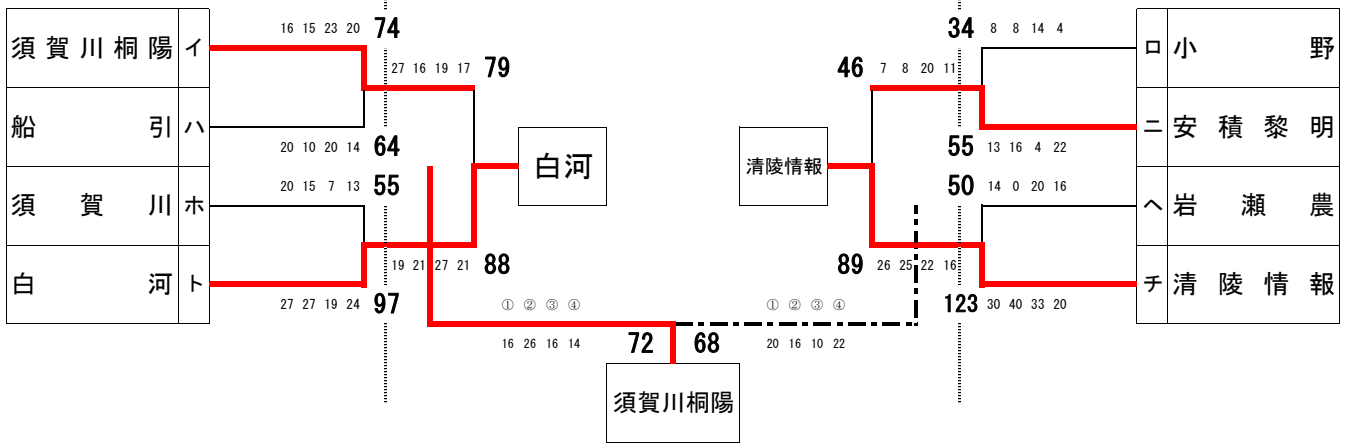 16 15 23 20 74
34 8 8 14 4
須賀川桐陽 イ
ロ 小野
27 16 19 17 79
46 7 8 20 11
船引 ハ
ニ 安積黎明
20 10 20 14 64
55 13 16 4 22
白河
清陵情報
20 15 7 13 55
50 14 0 20 16
須賀川 ホ
ヘ 岩瀬農
19 21 27 21 88
89 26 25 22 16
白河 ト
チ 清陵情報
27 27 19 24 97
123 30 40 33 20
① ② ③ ④
① ② ③ ④
16 26 16 14 72
68 20 16 10 22
須賀川桐陽